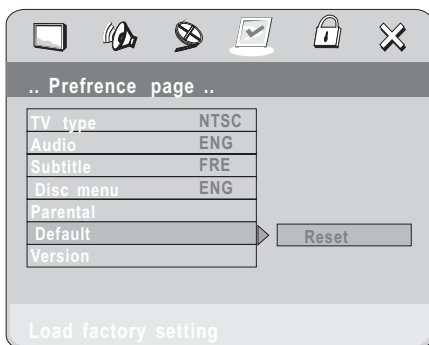 .. Prefrence page ..
TV type NTSC
Audio ENG
Subtitle FRE
Disc menu ENG
Parental
Default Reset
Version
Load factory setting